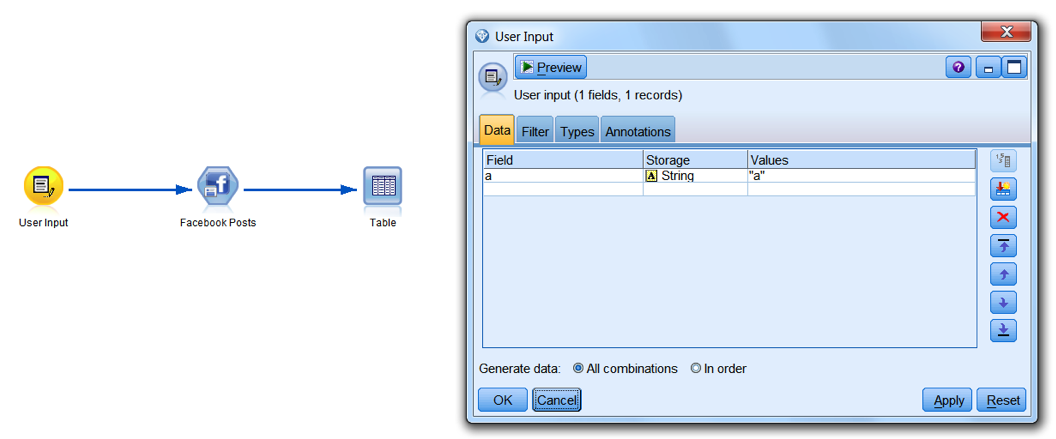 User Input
Facebook Posts
Table
User Input
Preview
User input (1 fields, 1 records)
Data Filter Types Annotations
Field Storage Values
a A String "a"
Generate data: All combinations In order
OK Cancel Apply Reset